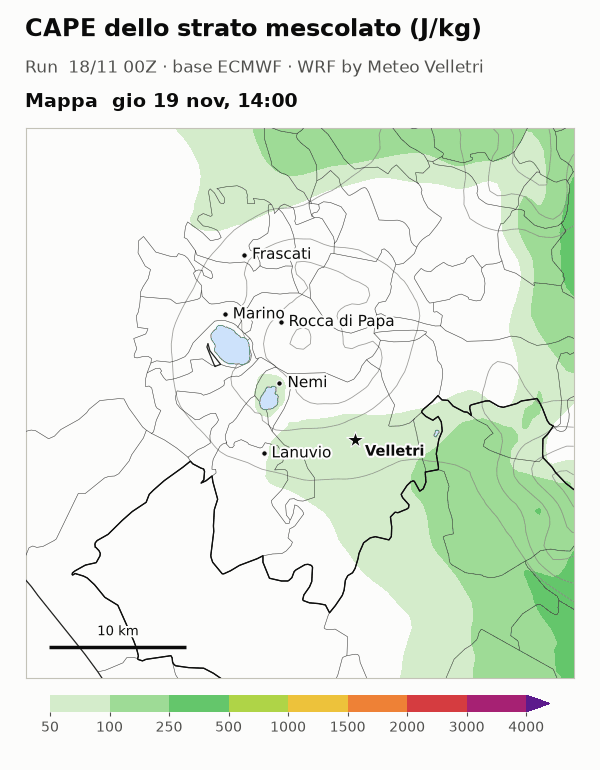 CAPE dello strato mescolato (J/kg)
Run  18/11 00Z · base ECMWF · WRF by Meteo Velletri
Mappa  gio 19 nov, 14:00
Frascati
Marino
Rocca di Papa
Nemi
Velletri
Lanuvio
10 km
50 100 250 500 1000 1500 2000 3000 4000